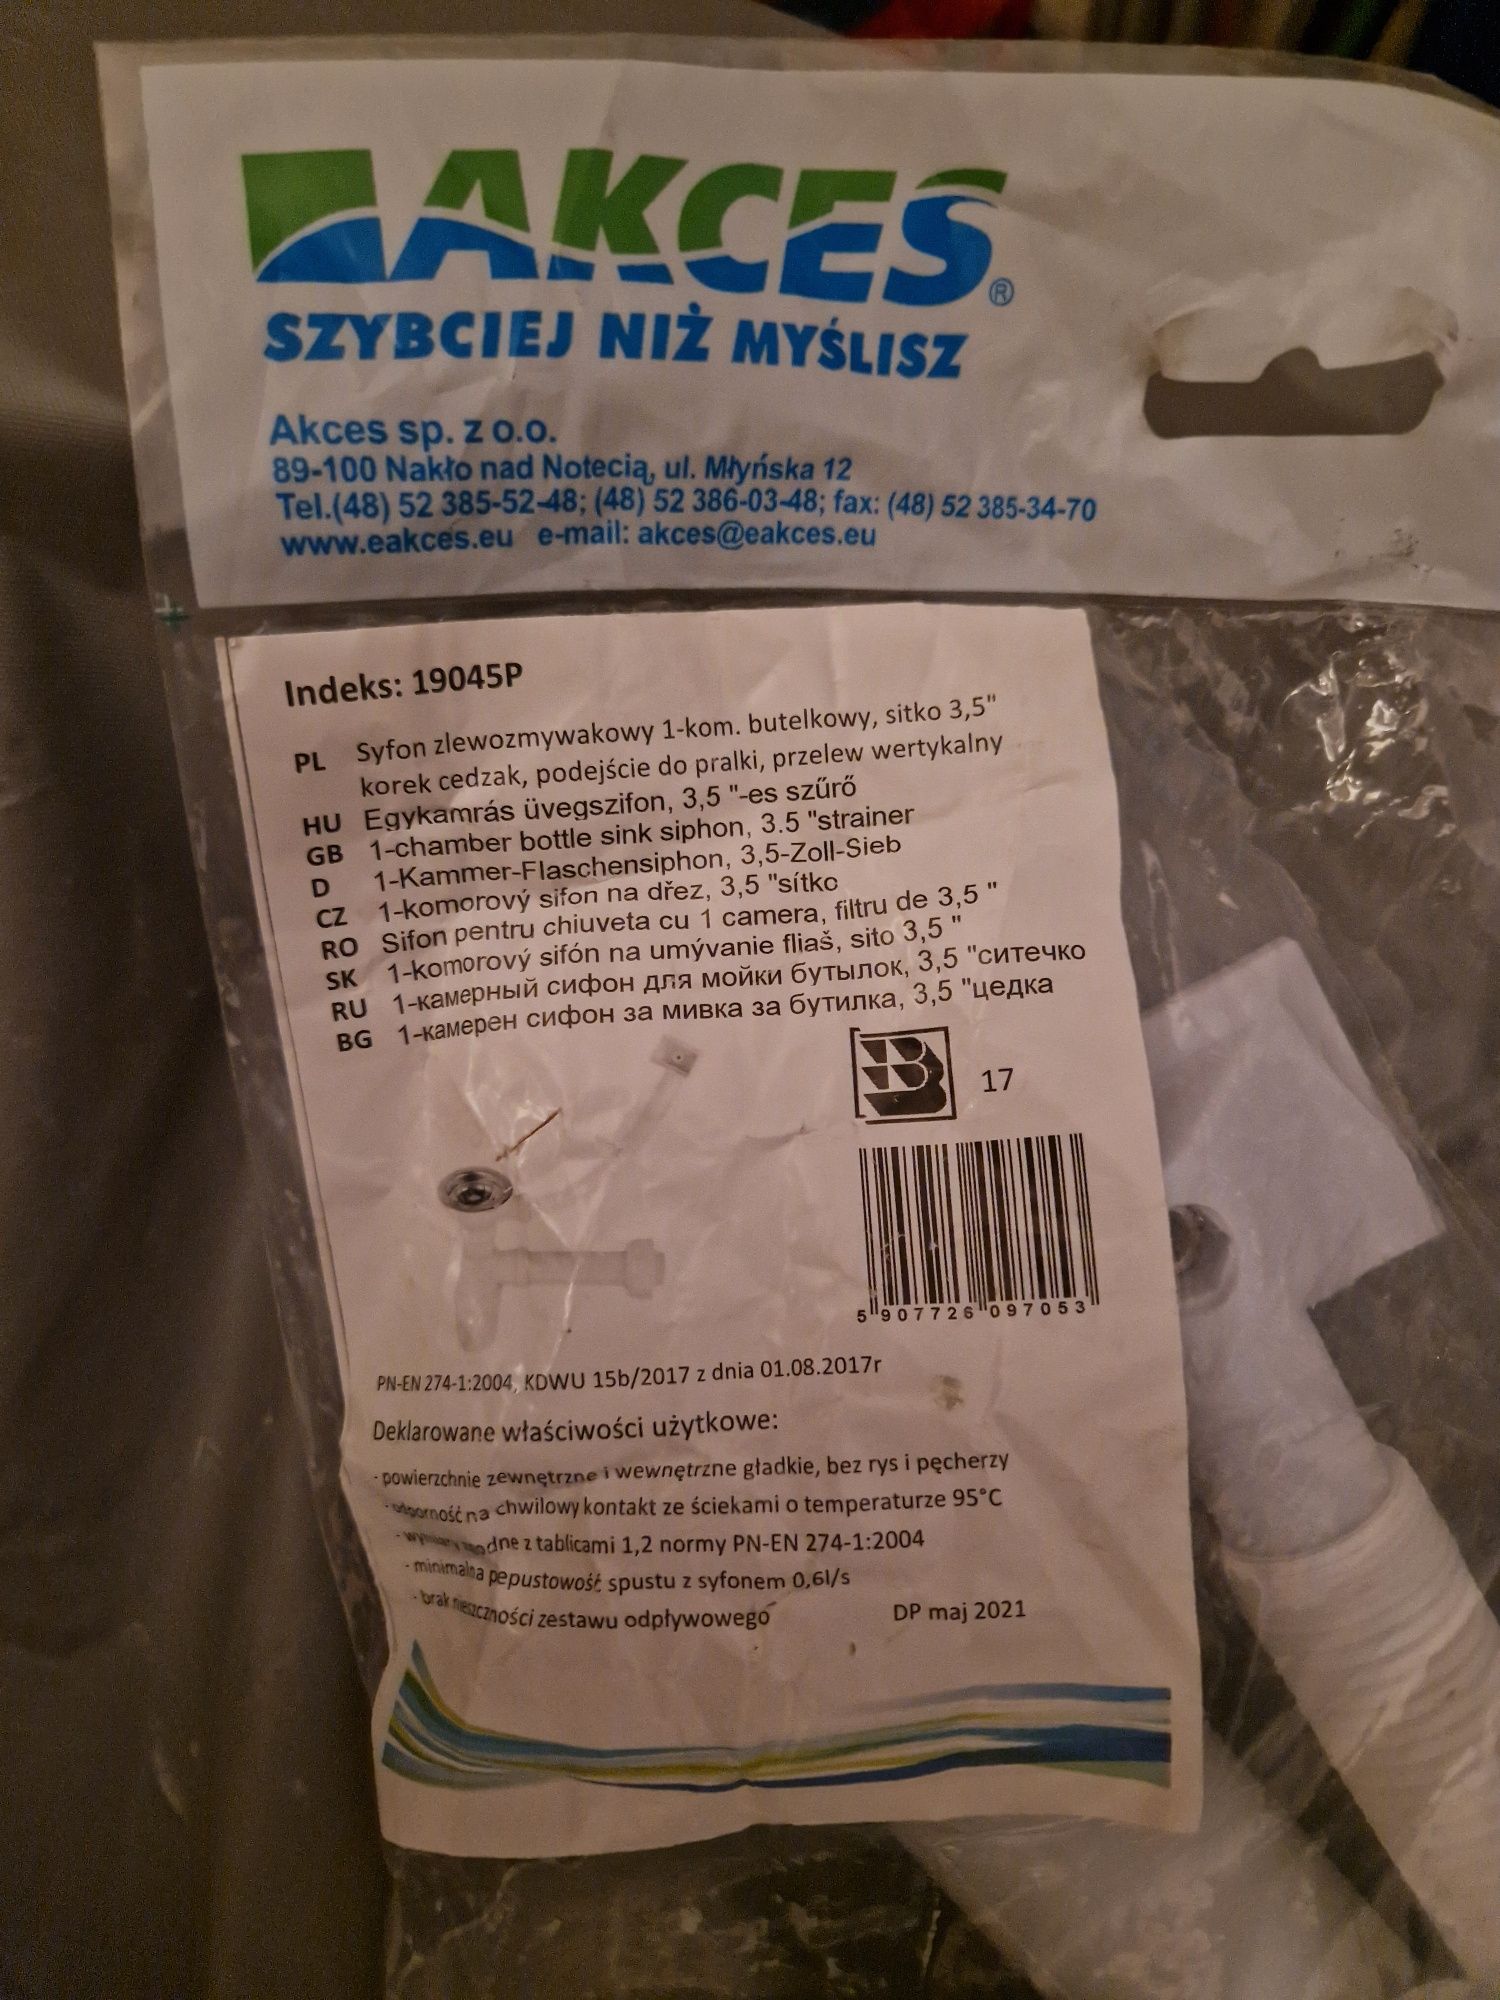 AKCES®
SZYBCIEJ NIŻ MYŚLISZ
Akces sp. z o.o.
89-100 Nakło nad Notecią, ul. Młyńska 12
Tel.(48) 52 385-52-48; (48) 52 386-03-48; fax: (48) 52 385-34-70
www.eakces.eu e-mail: akces@eakces.eu
Indeks: 19045P
PL Syfon zlewozmywakowy 1-kom. butelkowy, sitko 3,5"
korek cedzak, podejście do pralki, przelew wertykalny
HU Egykamrás üvegszifon, 3,5 "-es szűrő
GB 1-chamber bottle sink siphon, 3.5 "strainer
D 1-Kammer-Flaschensiphon, 3,5-Zoll-Sieb
CZ 1-komorový sifon na dřez, 3,5 "sítko
RO Sifon pentru chiuveta cu 1 camera, filtru de 3,5 "
SK 1-komorový sifón na umývanie fliaš, sito 3,5 "
RU 1-камерный сифон для мойки бутылок, 3,5 "ситечко
BG 1-камерен сифон за мивка за бутилка, 3,5 "цедка
B 17
5 907726 097053
PN-EN 274-1:2004, KDWU 15b/2017 z dnia 01.08.2017r
Deklarowane właściwości użytkowe:
- powierzchnie zewnętrzne i wewnętrzne gładkie, bez rys i pęcherzy
- odporność na chwilowy kontakt ze ściekami o temperaturze 95°C
- wymiary zgodne z tablicami 1,2 normy PN-EN 274-1:2004
- minimalna pepustowość spustu z syfonem 0,6l/s
- brak nieszczności zestawu odpływowego
DP maj 2021